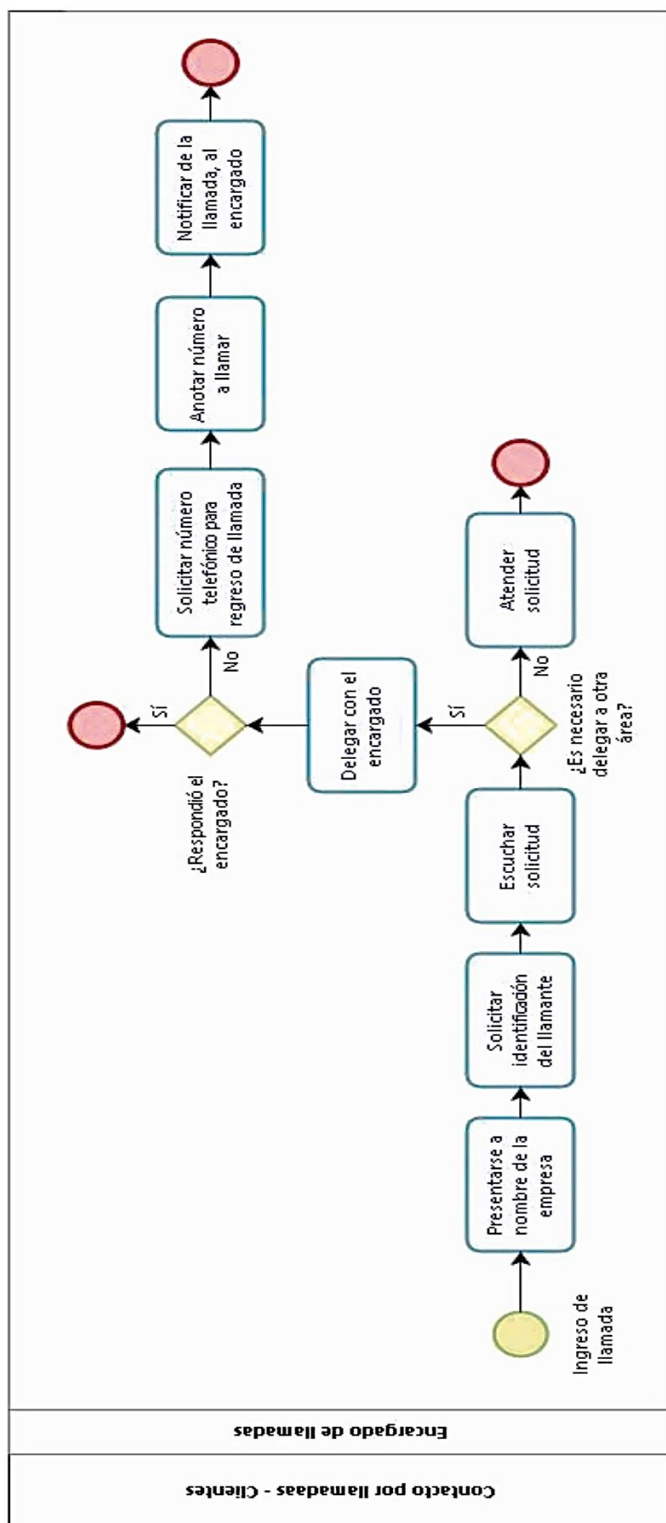 Contacto por llamadaas - Clientes
Encargado de llamadas
Ingreso de
llamada
Presentarse a
nombre de la
empresa
Solicitar
identificación
del llamante
Escuchar
solicitud
¿Es necesario
delegar a otra
área?
No
Atender
solicitud
Sí
Delegar con el
encargado
¿Respondió el
encargado?
Sí
No
Solicitar número
telefónico para
regreso de llamada
Anotar número
a llamar
Notificar de la
llamada, al
encargado